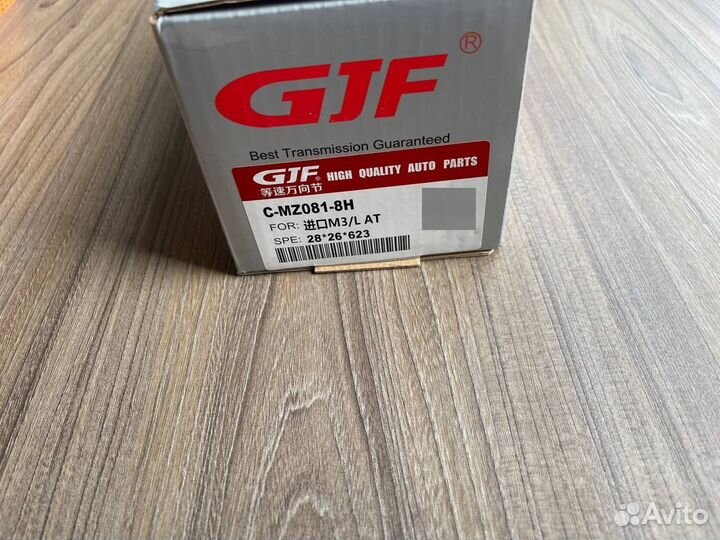 GJF ®
Best Transmission Guaranteed
GJF ® HIGH QUALITY AUTO PARTS
等速万向节
C-MZ081-8H
FOR: 进口M3/L AT
SPE: 28*26*623
Avito